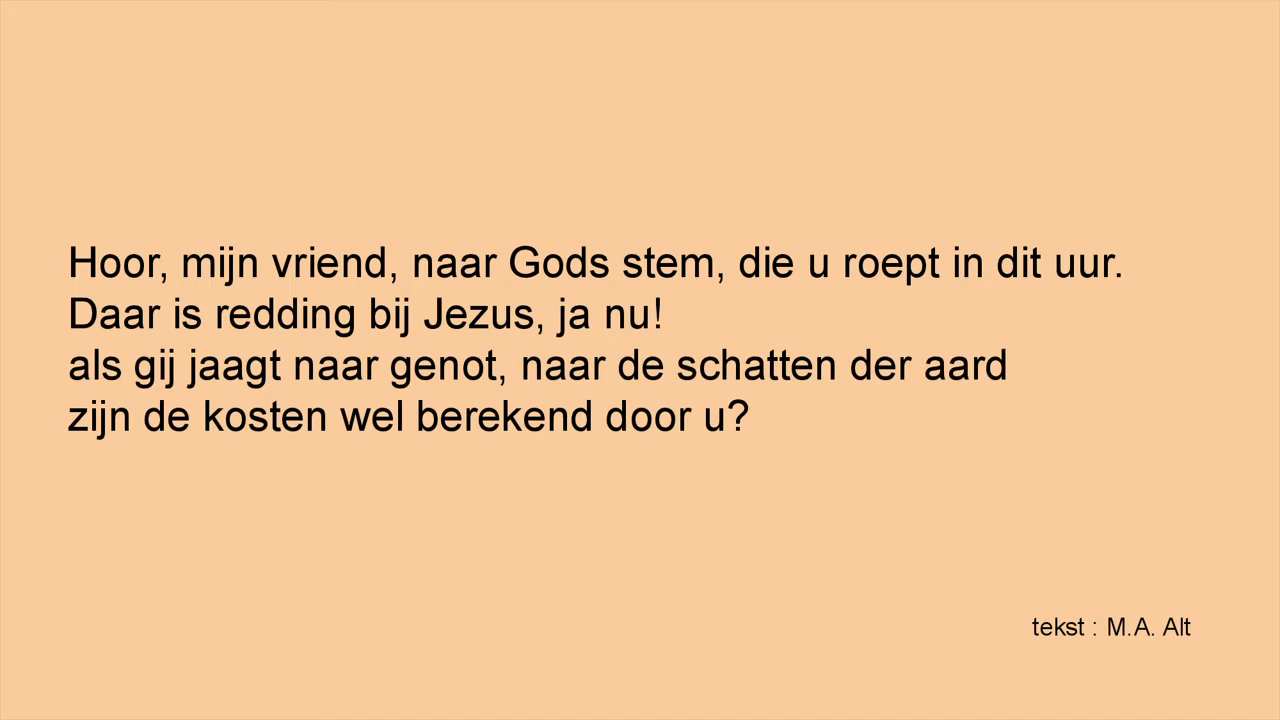 Hoor, mijn vriend, naar Gods stem, die u roept in dit uur.
Daar is redding bij Jezus, ja nu!
als gij jaagt naar genot, naar de schatten der aard
zijn de kosten wel berekend door u?
tekst : M.A. Alt